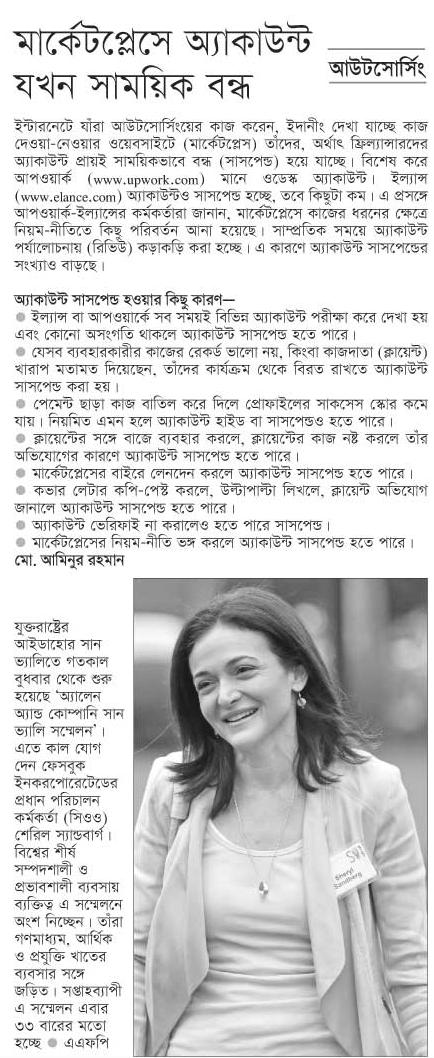 মার্কেটপ্লেসে অ্যাকাউন্ট
যখন সাময়িক বন্ধ
আউটসোর্সিং
ইন্টারনেটে যাঁরা আউটসোর্সিংয়ের কাজ করেন, ইদানীং দেখা যাচ্ছে কাজ
দেওয়া-নেওয়ার ওয়েবসাইটে (মার্কেটপ্লেস) তাঁদের, অর্থাৎ ফ্রিল্যান্সারদের
অ্যাকাউন্ট প্রায়ই সাময়িকভাবে বন্ধ (সাসপেন্ড) হয়ে যাচ্ছে। বিশেষ করে
আপওয়ার্ক (www.upwork.com) মানে ওডেস্ক অ্যাকাউন্ট। ইল্যান্স
(www.elance.com) অ্যাকাউন্টও সাসপেন্ড হচ্ছে, তবে কিছুটা কম। এ প্রসঙ্গে
আপওয়ার্ক-ইল্যান্সের কর্মকর্তারা জানান, মার্কেটপ্লেসে কাজের ধরনের ক্ষেত্রে
নিয়ম-নীতিতে কিছু পরিবর্তন আনা হয়েছে। সাম্প্রতিক সময়ে অ্যাকাউন্ট
পর্যালোচনায় (রিভিউ) কড়াকড়ি করা হচ্ছে। এ কারণে অ্যাকাউন্ট সাসপেন্ডের
সংখ্যাও বাড়ছে।
অ্যাকাউন্ট সাসপেন্ড হওয়ার কিছু কারণ—
● ইল্যান্স বা আপওয়ার্কে সব সময়ই বিভিন্ন অ্যাকাউন্ট পরীক্ষা করে দেখা হয়
এবং কোনো অসংগতি থাকলে অ্যাকাউন্ট সাসপেন্ড হতে পারে।
● যেসব ব্যবহারকারীর কাজের রেকর্ড ভালো নয়, কিংবা কাজদাতা (ক্লায়েন্ট)
খারাপ মতামত দিয়েছেন, তাঁদের কার্যক্রম থেকে বিরত রাখতে অ্যাকাউন্ট
সাসপেন্ড করা হয়।
● পেমেন্ট ছাড়া কাজ বাতিল করে দিলে প্রোফাইলের সাকসেস স্কোর কমে
যায়। নিয়মিত এমন হলে অ্যাকাউন্ট হাইড বা সাসপেন্ডও হতে পারে।
● ক্লায়েন্টের সঙ্গে বাজে ব্যবহার করলে, ক্লায়েন্টের কাজ নষ্ট করলে তাঁর
অভিযোগের কারণে অ্যাকাউন্ট সাসপেন্ড হতে পারে।
● মার্কেটপ্লেসের বাইরে লেনদেন করলে অ্যাকাউন্ট সাসপেন্ড হতে পারে।
● কভার লেটার কপি-পেস্ট করলে, উল্টাপাল্টা লিখলে, ক্লায়েন্ট অভিযোগ
জানালে অ্যাকাউন্ট সাসপেন্ড হতে পারে।
● অ্যাকাউন্ট ভেরিফাই না করালেও হতে পারে সাসপেন্ড।
● মার্কেটপ্লেসের নিয়ম-নীতি ভঙ্গ করলে অ্যাকাউন্ট সাসপেন্ড হতে পারে।
মো. আমিনুর রহমান
যুক্তরাষ্ট্রের
আইডাহোর সান
ভ্যালিতে গতকাল
বুধবার থেকে শুরু
হয়েছে ‘অ্যালেন
অ্যান্ড কোম্পানি সান
ভ্যালি সম্মেলন’।
এতে কাল যোগ
দেন ফেসবুক
ইনকরপোরেটেডের
প্রধান পরিচালন
কর্মকর্তা (সিওও)
শেরিল স্যান্ডবার্গ।
বিশ্বের শীর্ষ
সম্পদশালী ও
প্রভাবশালী ব্যবসায়
ব্যক্তিত্ব এ সম্মেলনে
অংশ নিচ্ছেন। তাঁরা
গণমাধ্যম, আর্থিক
ও প্রযুক্তি খাতের
ব্যবসার সঙ্গে
জড়িত। সপ্তাহব্যাপী
এ সম্মেলন এবার
৩৩ বারের মতো
হচ্ছে ● এএফপি
SV
Sheryl
Sandberg